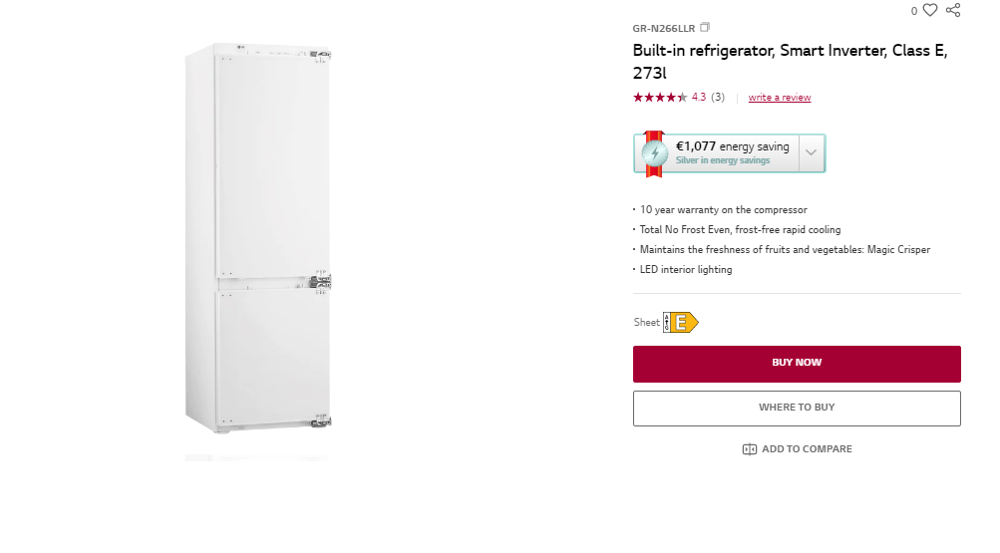 0
GR-N266LLR
Built-in refrigerator, Smart Inverter, Class E,
273l
4.3 (3) write a review
€1,077 energy saving
Silver in energy savings
· 10 year warranty on the compressor
· Total No Frost Even, frost-free rapid cooling
· Maintains the freshness of fruits and vegetables: Magic Crisper
· LED interior lighting
Sheet A G E
BUY NOW
WHERE TO BUY
ADD TO COMPARE